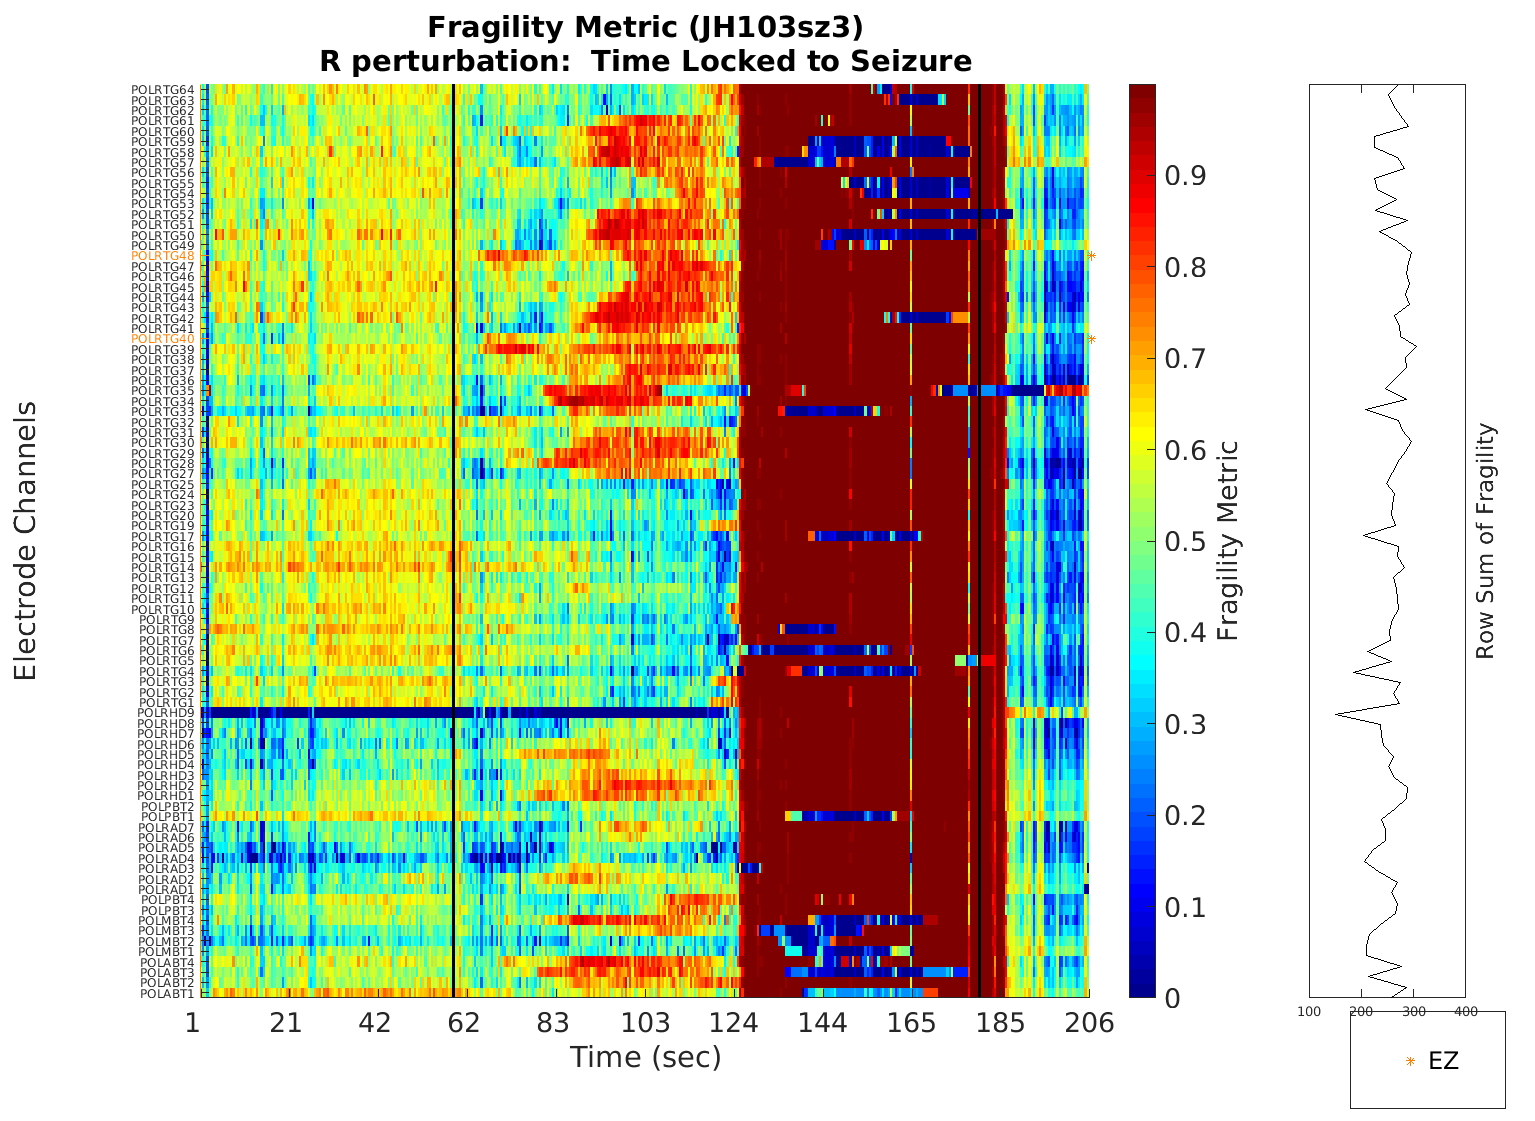 Fragility Metric (JH103sz3)
R perturbation:  Time Locked to Seizure
Electrode Channels
POLRTG64
POLRTG63
POLRTG62
POLRTG61
POLRTG60
POLRTG59
POLRTG58
POLRTG57
POLRTG56
POLRTG55
POLRTG54
POLRTG53
POLRTG52
POLRTG51
POLRTG50
POLRTG49
POLRTG48
POLRTG47
POLRTG46
POLRTG45
POLRTG44
POLRTG43
POLRTG42
POLRTG41
POLRTG40
POLRTG39
POLRTG38
POLRTG37
POLRTG36
POLRTG35
POLRTG34
POLRTG33
POLRTG32
POLRTG31
POLRTG30
POLRTG29
POLRTG28
POLRTG27
POLRTG25
POLRTG24
POLRTG23
POLRTG20
POLRTG19
POLRTG17
POLRTG16
POLRTG15
POLRTG14
POLRTG13
POLRTG12
POLRTG11
POLRTG10
POLRTG9
POLRTG8
POLRTG7
POLRTG6
POLRTG5
POLRTG4
POLRTG3
POLRTG2
POLRTG1
POLRHD9
POLRHD8
POLRHD7
POLRHD6
POLRHD5
POLRHD4
POLRHD3
POLRHD2
POLRHD1
POLPBT2
POLPBT1
POLRAD7
POLRAD6
POLRAD5
POLRAD4
POLRAD3
POLRAD2
POLRAD1
POLPBT4
POLPBT3
POLMBT4
POLMBT3
POLMBT2
POLMBT1
POLABT4
POLABT3
POLABT2
POLABT1
1 21 42 62 83 103 124 144 165 185 206
Time (sec)
0.9
0.8
0.7
0.6
0.5
0.4
0.3
0.2
0.1
0
Fragility Metric
Row Sum of Fragility
100 200 300 400
EZ